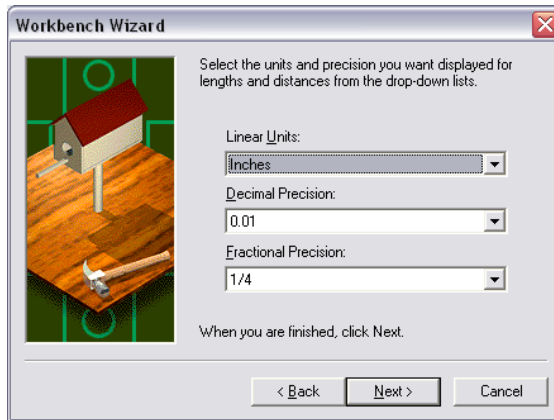 Workbench Wizard
Select the units and precision you want displayed for
lengths and distances from the drop-down lists.
Linear Units:
Inches
Decimal Precision:
0.01
Fractional Precision:
1/4
When you are finished, click Next.
< Back
Next >
Cancel